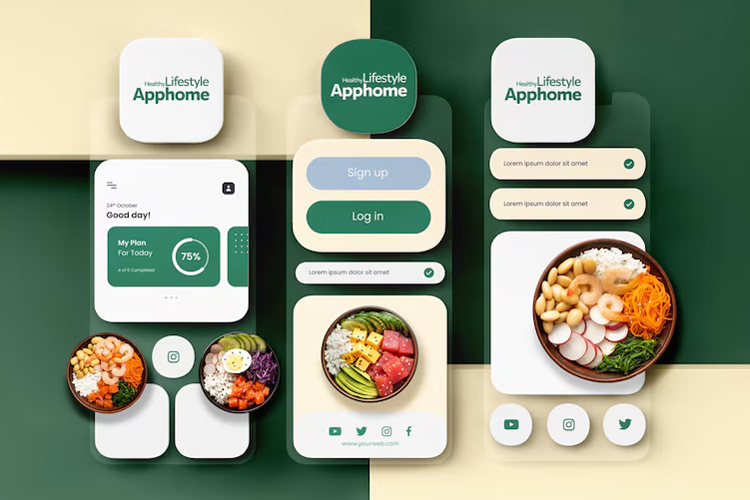 Healthy Lifestyle
Apphome
24th October
Good day!
My Plan
For Today
4 of 5 Completed
75%
Healthy Lifestyle
Apphome
Sign up
Log in
Lorem ipsum dolor sit amet
www.yourweb.com
Healthy Lifestyle
Apphome
Lorem ipsum dolor sit amet
Lorem ipsum dolor sit amet